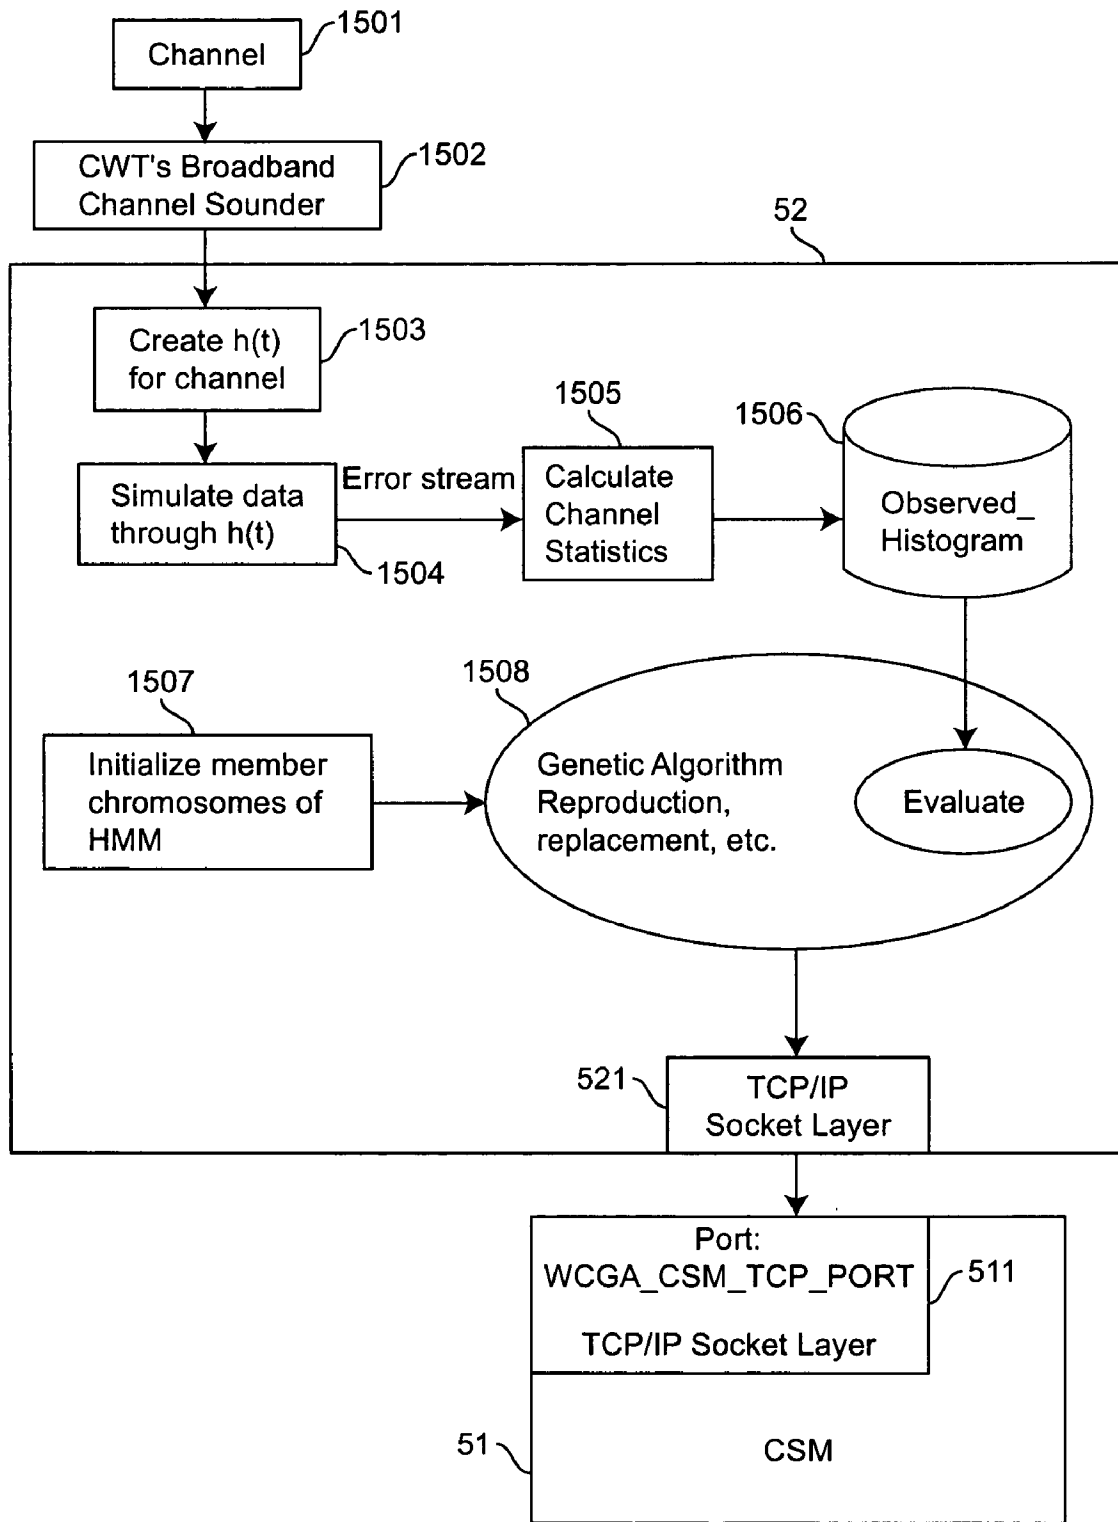 1501
Channel
1502
CWT's Broadband
Channel Sounder
52
Create h(t)
for channel
1503
1505
1506
Simulate data
through h(t)
1504
Error stream
Calculate
Channel
Statistics
Observed_
Histogram
1507
1508
Initialize member
chromosomes of
HMM
Genetic Algorithm
Reproduction,
replacement, etc.
Evaluate
521
TCP/IP
Socket Layer
Port:
WCGA_CSM_TCP_PORT
511
TCP/IP Socket Layer
51
CSM